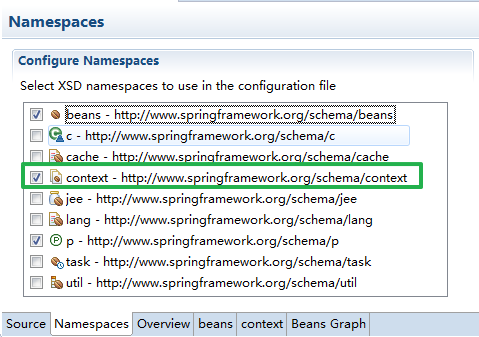 Namespaces
Configure Namespaces
Select XSD namespaces to use in the configuration file
beans - http://www.springframework.org/schema/beans
c - http://www.springframework.org/schema/c
cache - http://www.springframework.org/schema/cache
context - http://www.springframework.org/schema/context
jee - http://www.springframework.org/schema/jee
lang - http://www.springframework.org/schema/lang
p - http://www.springframework.org/schema/p
task - http://www.springframework.org/schema/task
util - http://www.springframework.org/schema/util
Source Namespaces Overview beans context Beans Graph